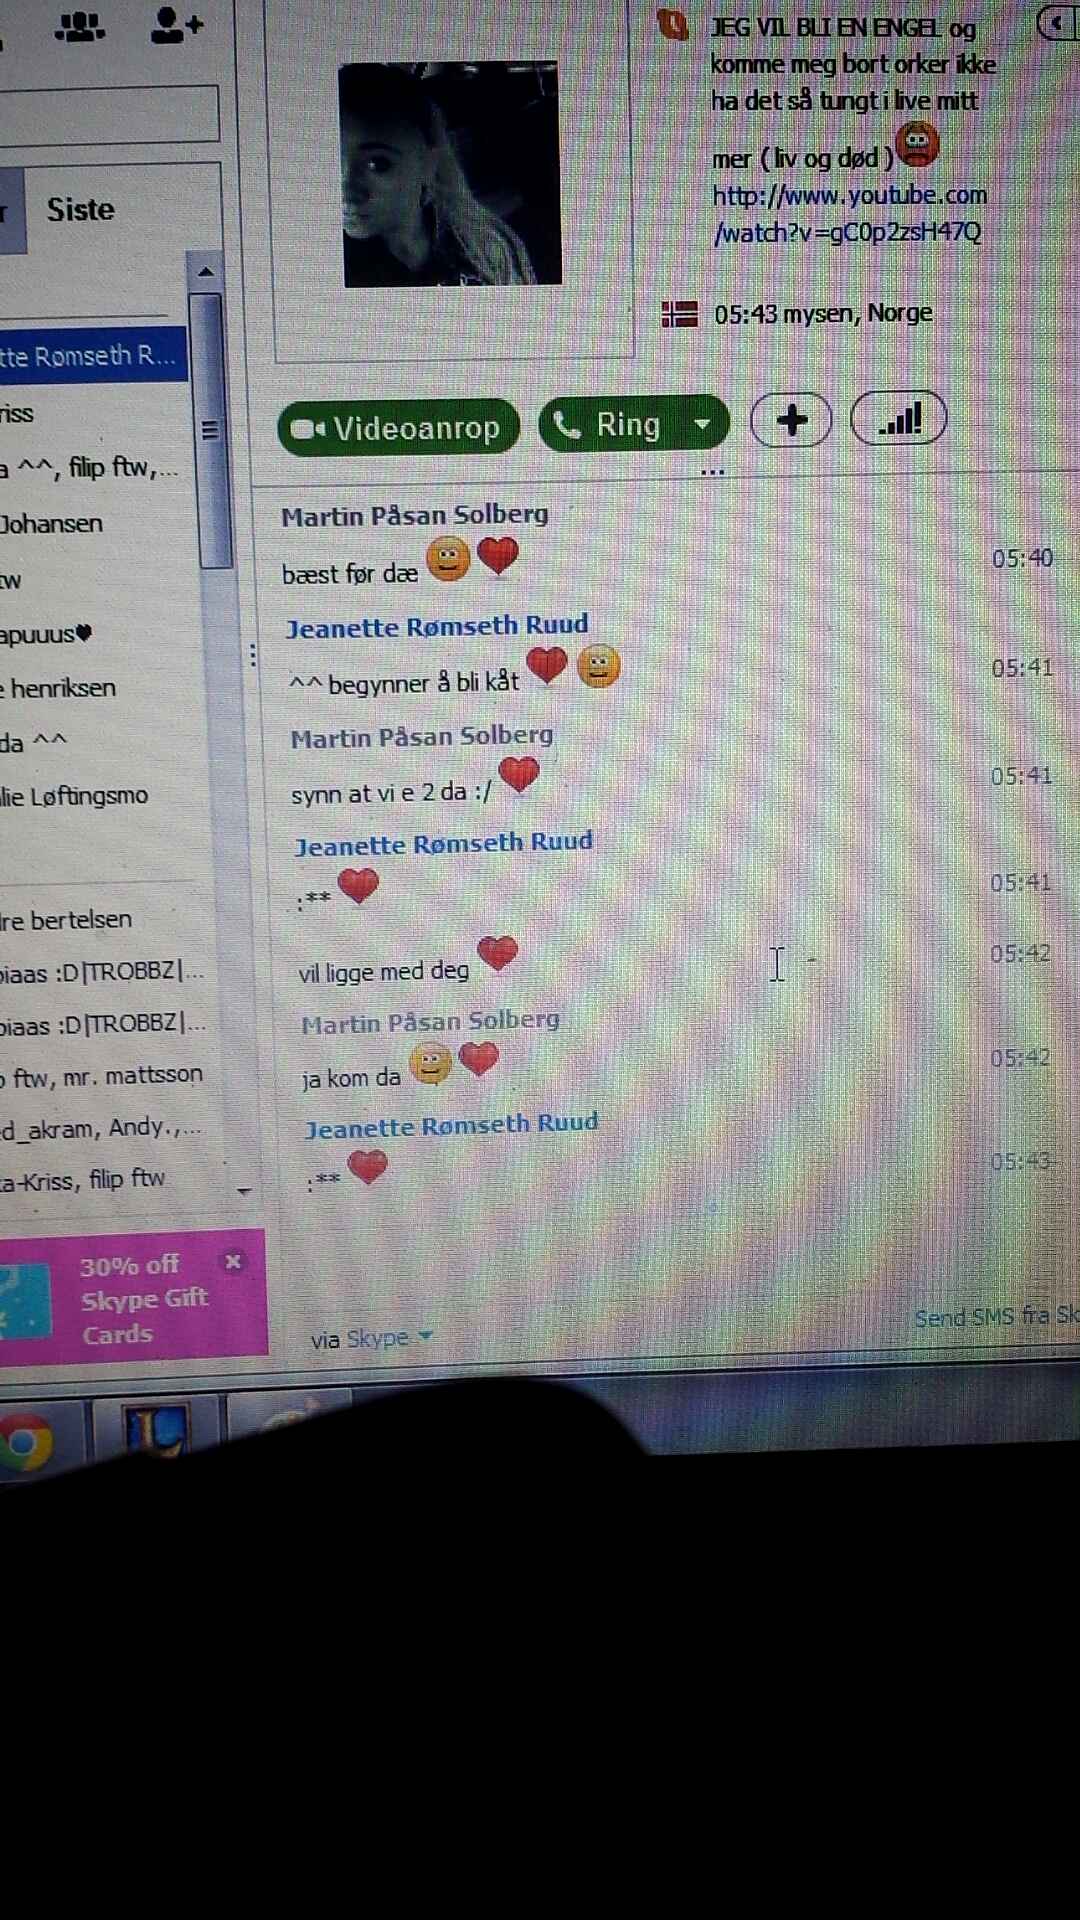 JEG VIL BLI EN ENGEL og
komme meg bort orker ikke
ha det så tungt i live mitt
mer ( liv og død )
http://www.youtube.com
/watch?v=gC0p2zsH47Q
05:43 mysen, Norge
Siste
tte Rømseth R...
riss
a ^^, filip ftw,...
Johansen
tw
apuuus♥
e henriksen
da ^^
lie Løftingsmo
dre bertelsen
biaas :D|TROBBZ|...
biaas :D|TROBBZ|...
o ftw, mr. mattsson
ed_akram, Andy.,...
ka-Kriss, filip ftw
30% off
Skype Gift
Cards
Videoanrop
Ring
Martin Påsan Solberg
bæst før dæ
05:40
Jeanette Rømseth Ruud
^^ begynner å bli kåt
05:41
Martin Påsan Solberg
synn at vi e 2 da :/
05:41
Jeanette Rømseth Ruud
:**
05:41
vil ligge med deg
05:42
Martin Påsan Solberg
ja kom da
05:42
Jeanette Rømseth Ruud
:**
05:43
via Skype
Send SMS fra Sk